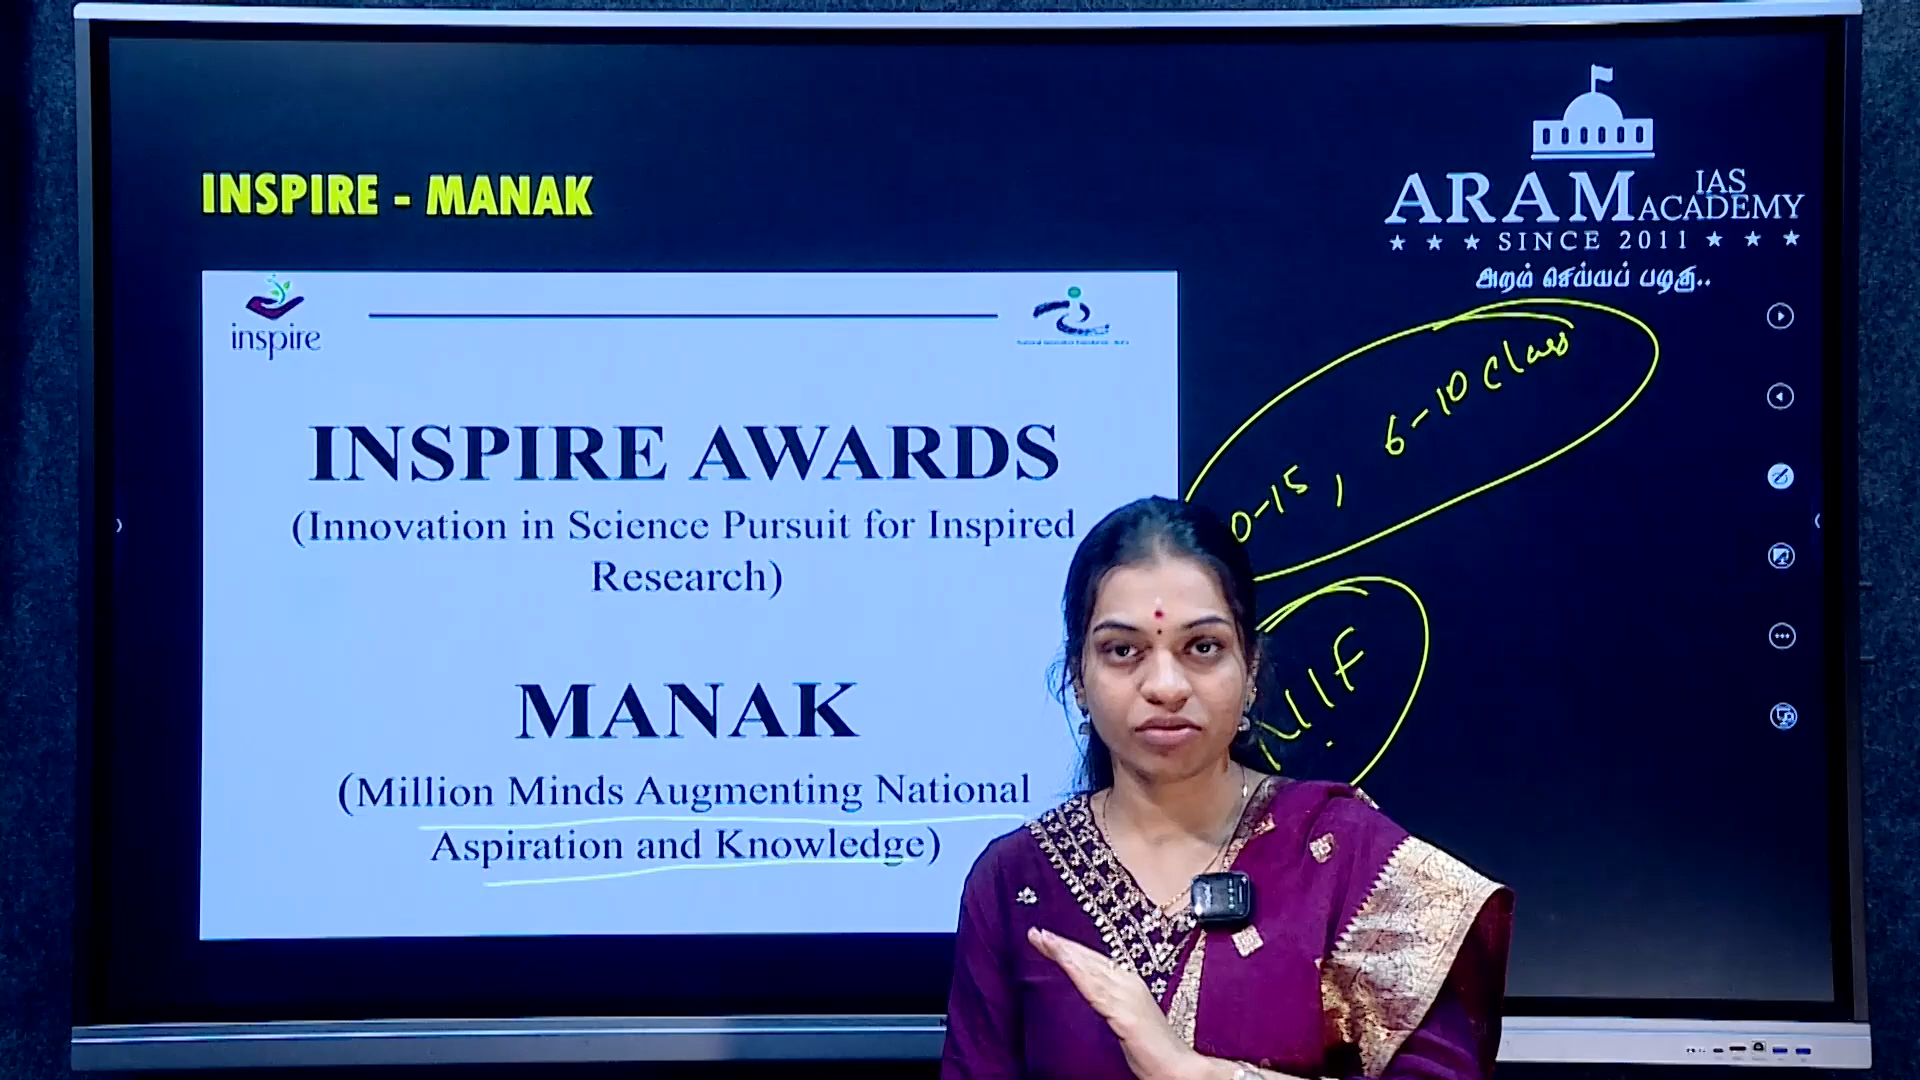 INSPIRE - MANAK
IAS
ARAM ACADEMY
★ ★ ★ SINCE 2011 ★ ★ ★
அறம் செய்யப் பழகு..
inspire
INSPIRE AWARDS
(Innovation in Science Pursuit for Inspired
Research)
6-10 class
0-15,
MANAK
(Million Minds Augmenting National
Aspiration and Knowledge)